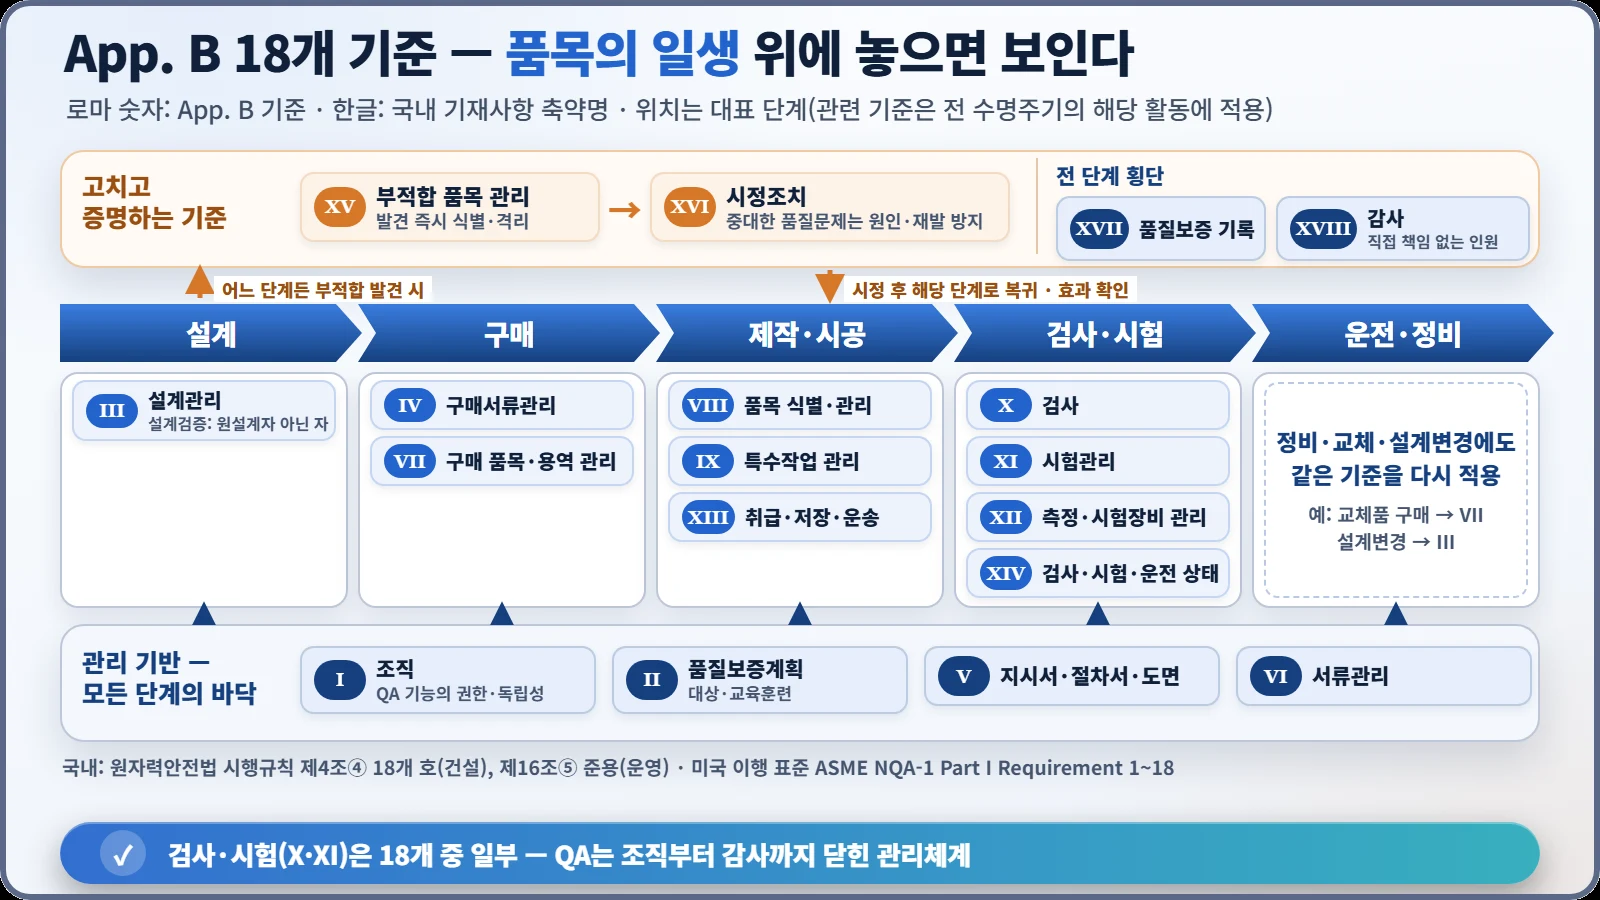 App. B 18개 기준 — 품목의 일생 위에 놓으면 보인다
로마 숫자: App. B 기준 · 한글: 국내 기재사항 축약명 · 위치는 대표 단계(관련 기준은 전 수명주기의 해당 활동에 적용)
고치고
증명하는 기준
XV 부적합 품목 관리
발견 즉시 식별·격리
→
XVI 시정조치
중대한 품질문제는 원인·재발 방지
전 단계 횡단
XVII 품질보증 기록
XVIII 감사
직접 책임 없는 인원
어느 단계든 부적합 발견 시
시정 후 해당 단계로 복귀 · 효과 확인
설계
구매
제작·시공
검사·시험
운전·정비
III 설계관리
설계검증: 원설계자 아닌 자
IV 구매서류관리
VII 구매 품목·용역 관리
VIII 품목 식별·관리
IX 특수작업 관리
XIII 취급·저장·운송
X 검사
XI 시험관리
XII 측정·시험장비 관리
XIV 검사·시험·운전 상태
정비·교체·설계변경에도
같은 기준을 다시 적용
예: 교체품 구매 → VII
설계변경 → III
관리 기반 —
모든 단계의 바닥
I 조직
QA 기능의 권한·독립성
II 품질보증계획
대상·교육훈련
V 지시서·절차서·도면
VI 서류관리
국내: 원자력안전법 시행규칙 제4조④ 18개 호(건설), 제16조⑤ 준용(운영) · 미국 이행 표준 ASME NQA-1 Part I Requirement 1~18
✓ 검사·시험(X·XI)은 18개 중 일부 — QA는 조직부터 감사까지 닫힌 관리체계